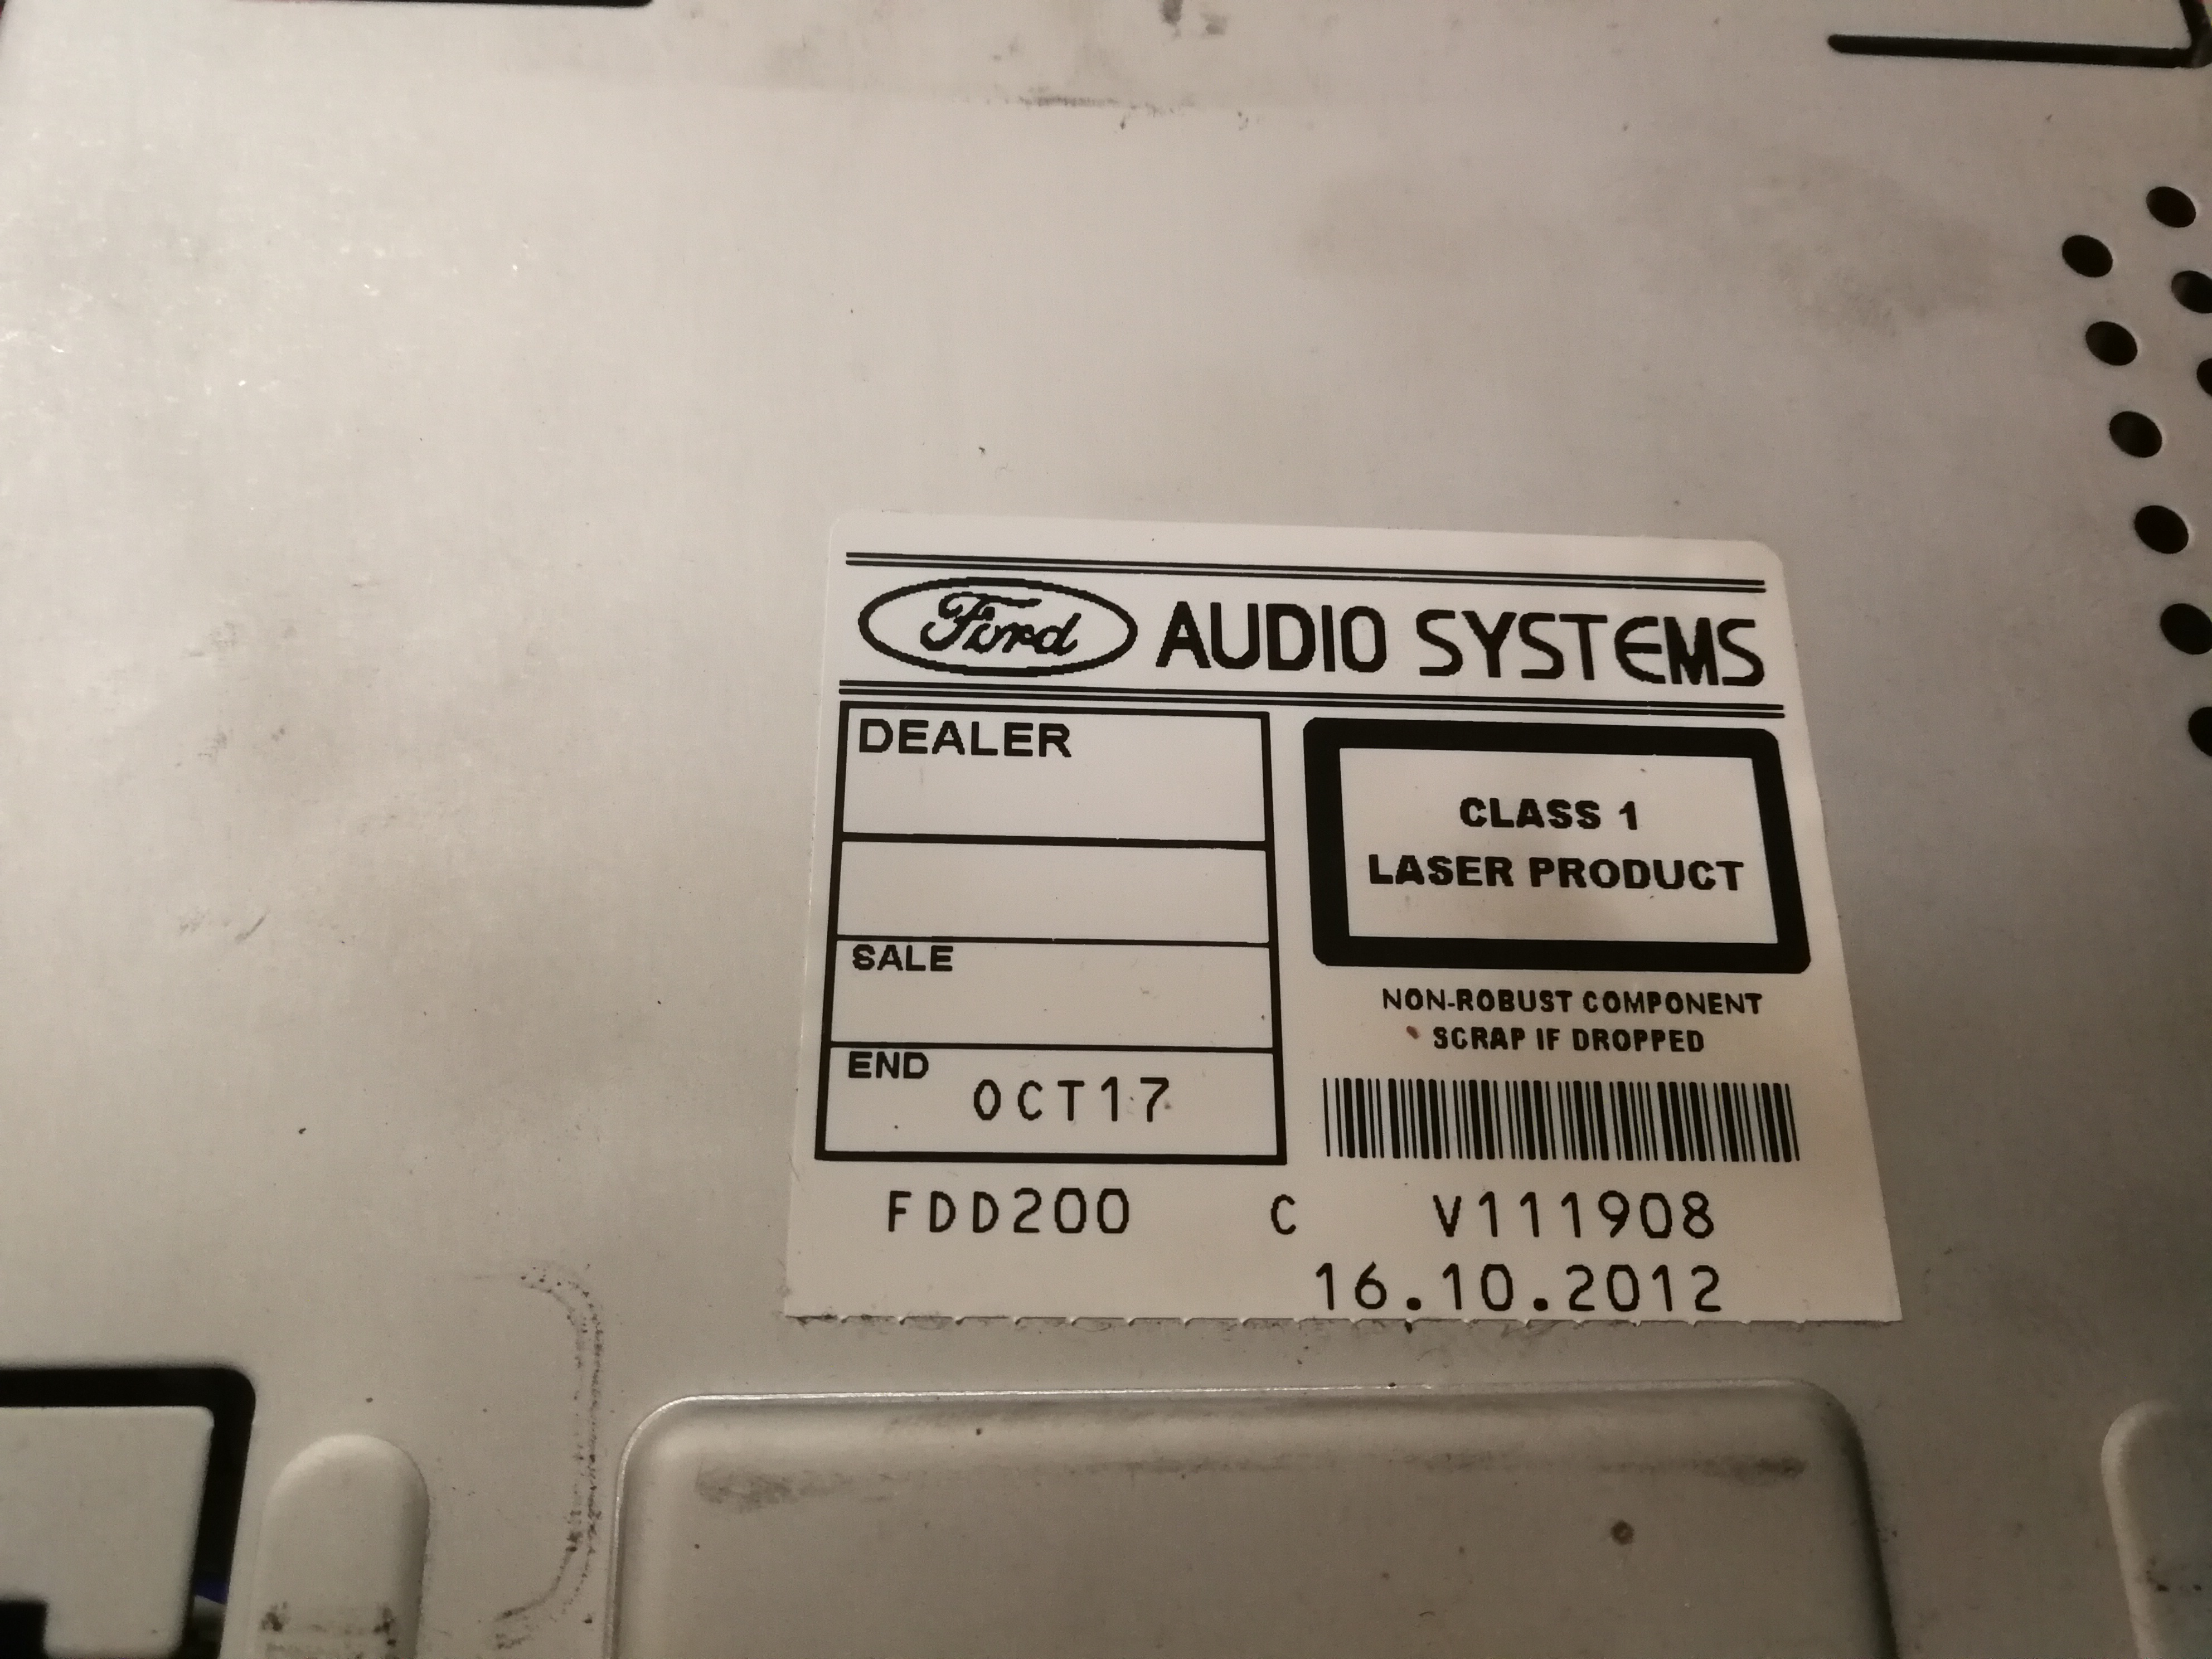 Ford AUDIO SYSTEMS
DEALER
CLASS 1
LASER PRODUCT
SALE
NON-ROBUST COMPONENT
SCRAP IF DROPPED
END OCT17
FDD200 C V111908
16.10.2012